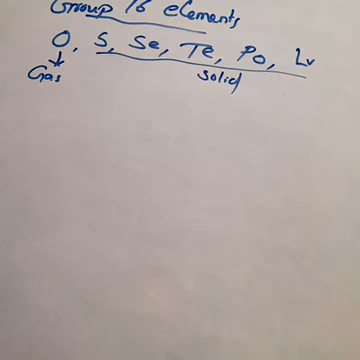 Group 16 elements
O, S, Se, Te, Po, Lv
Gas solid